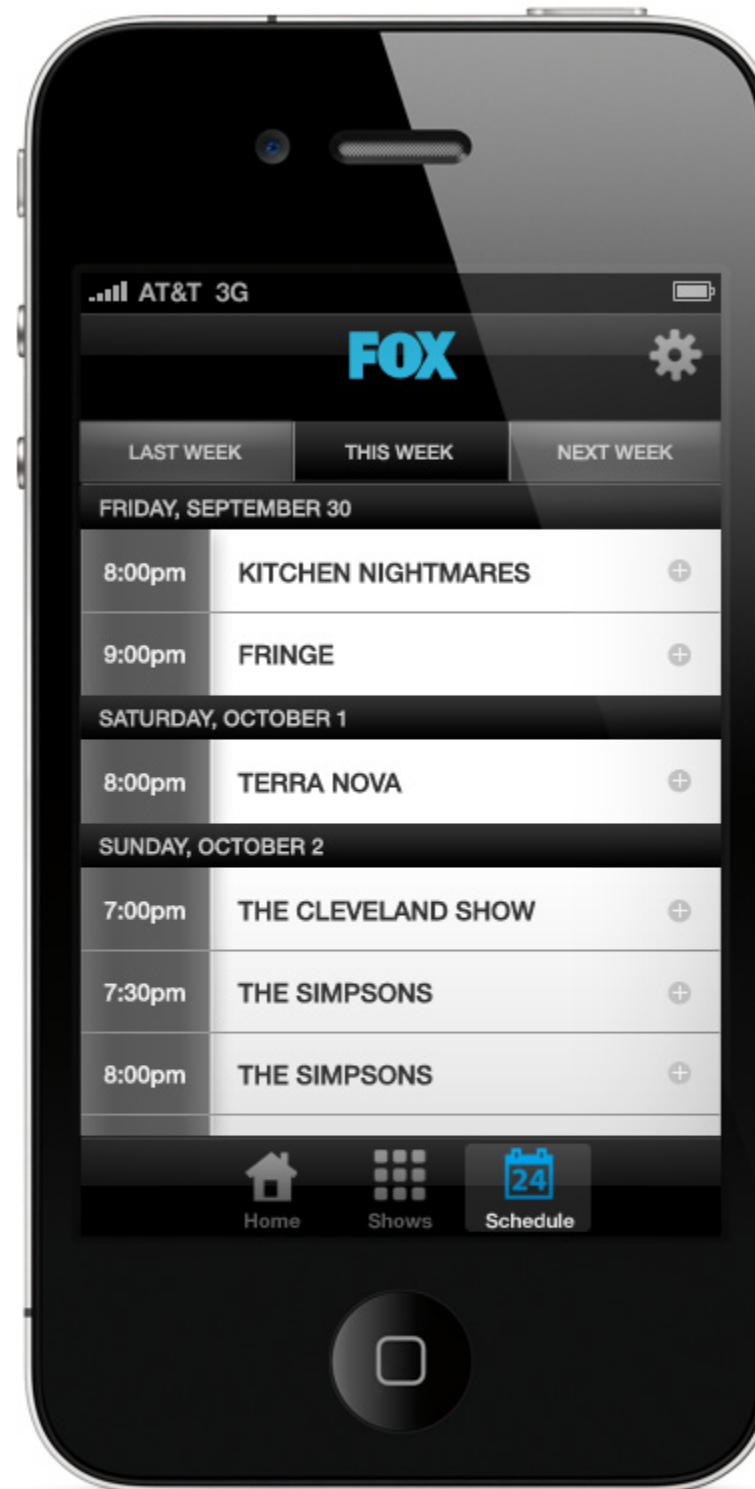 AT&T 3G
FOX
LAST WEEK THIS WEEK NEXT WEEK
FRIDAY, SEPTEMBER 30
8:00pm KITCHEN NIGHTMARES
9:00pm FRINGE
SATURDAY, OCTOBER 1
8:00pm TERRA NOVA
SUNDAY, OCTOBER 2
7:00pm THE CLEVELAND SHOW
7:30pm THE SIMPSONS
8:00pm THE SIMPSONS
24
Home Shows Schedule